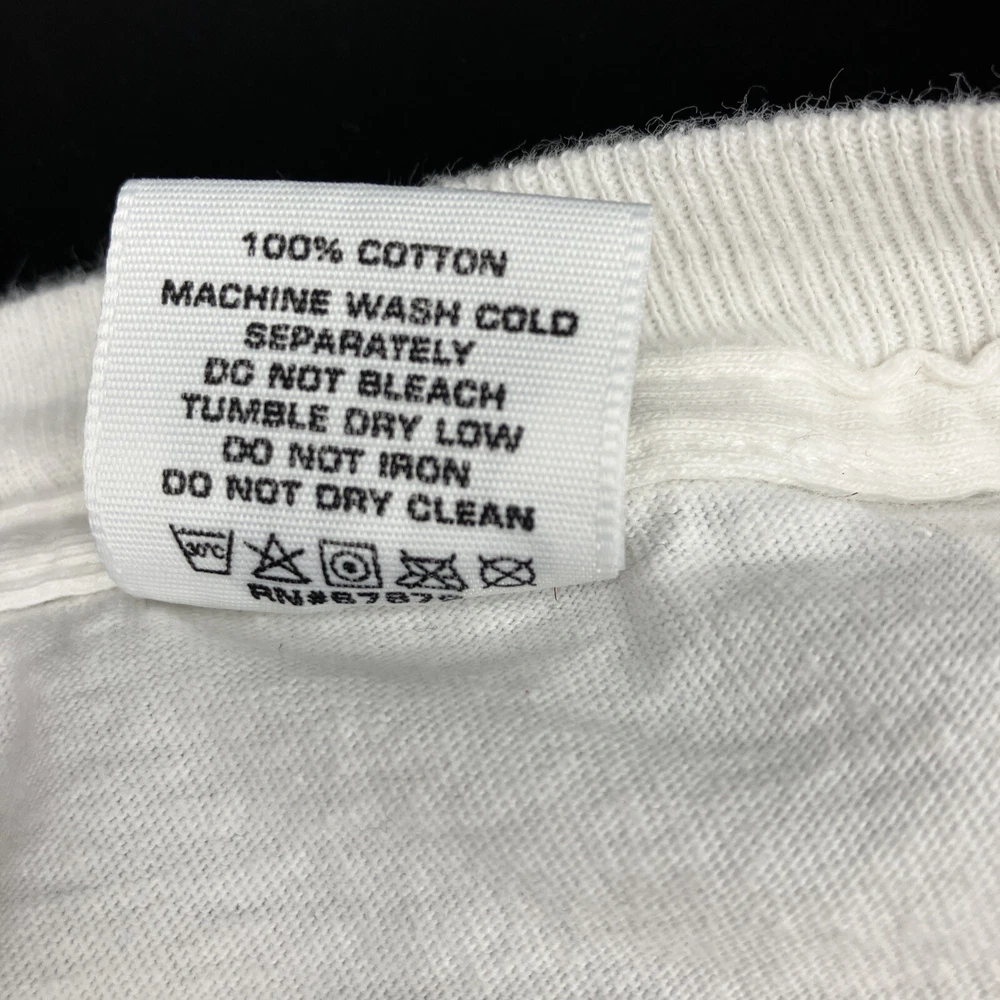 100% COTTON
MACHINE WASH COLD
SEPARATELY
DO NOT BLEACH
TUMBLE DRY LOW
DO NOT IRON
DO NOT DRY CLEAN
30°C